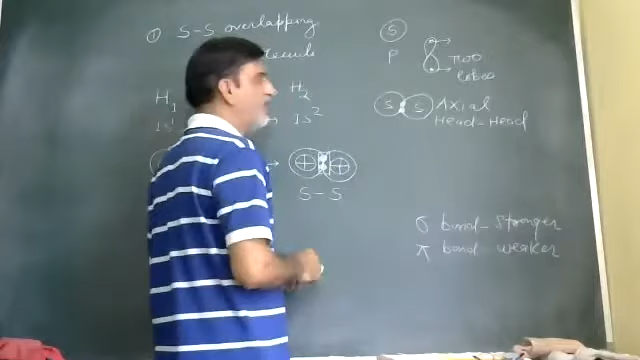 ① S-S overlapping
H₁ H₂
1s¹ 1s²
S - S
S
P Two
lobes
S S Axial
Head-Head
σ bond - stronger
π bond - weaker